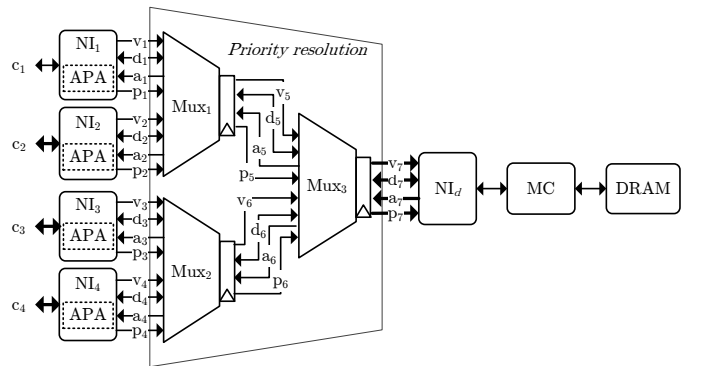 Priority resolution
c1
NI1
APA
v1
d1
a1
p1
c2
NI2
APA
v2
d2
a2
p2
c3
NI3
APA
v3
d3
a3
p3
c4
NI4
APA
v4
d4
a4
p4
Mux1
Mux2
v5
d5
a5
p5
v6
d6
a6
p6
Mux3
v7
d7
a7
p7
NId
MC
DRAM